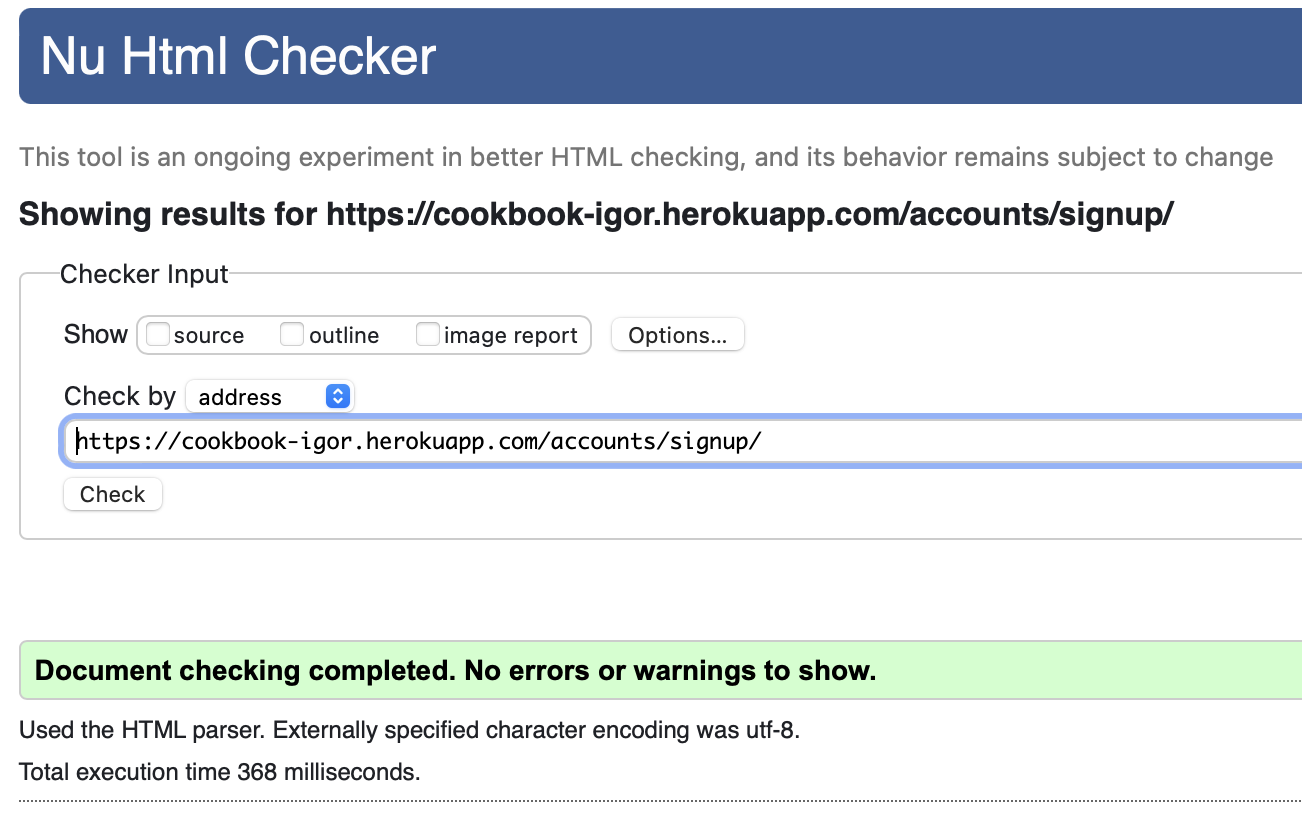 Nu Html Checker
This tool is an ongoing experiment in better HTML checking, and its behavior remains subject to change
Showing results for https://cookbook-igor.herokuapp.com/accounts/signup/
Checker Input
Show source outline image report Options...
Check by address
https://cookbook-igor.herokuapp.com/accounts/signup/
Check
Document checking completed. No errors or warnings to show.
Used the HTML parser. Externally specified character encoding was utf-8.
Total execution time 368 milliseconds.